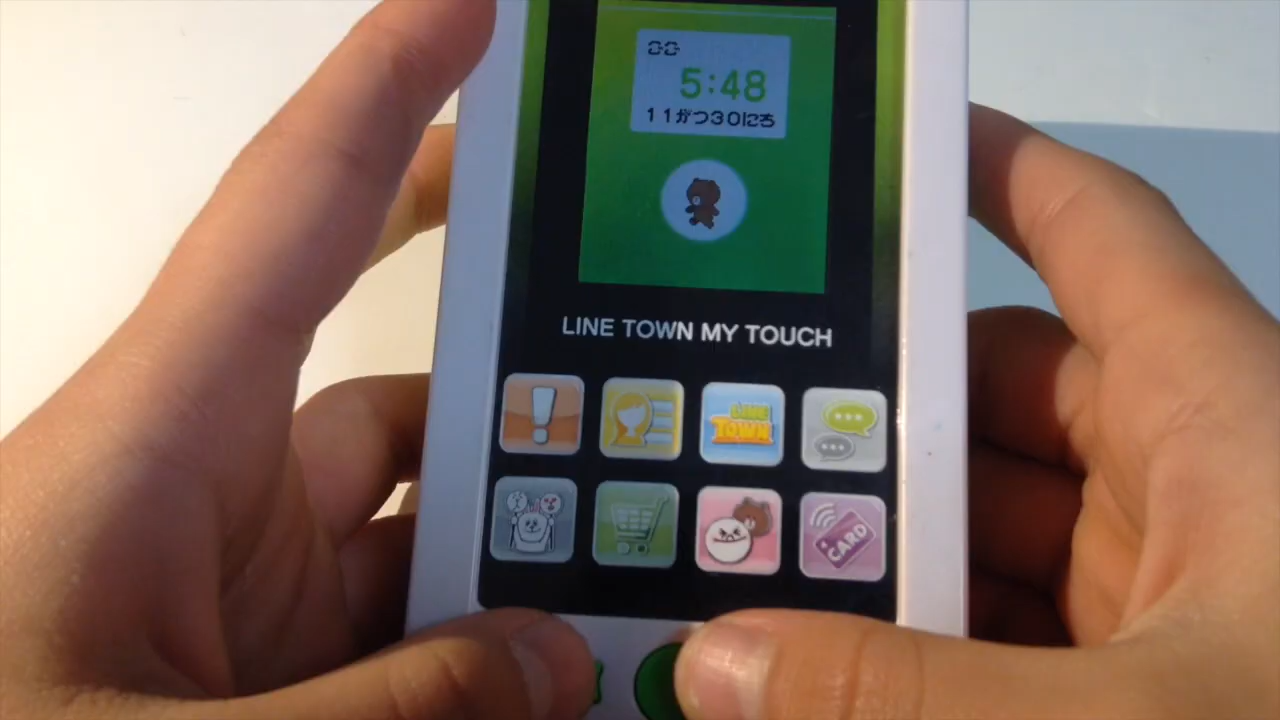 5:48
11がつ30にち
LINE TOWN MY TOUCH
LINE
TOWN
CARD